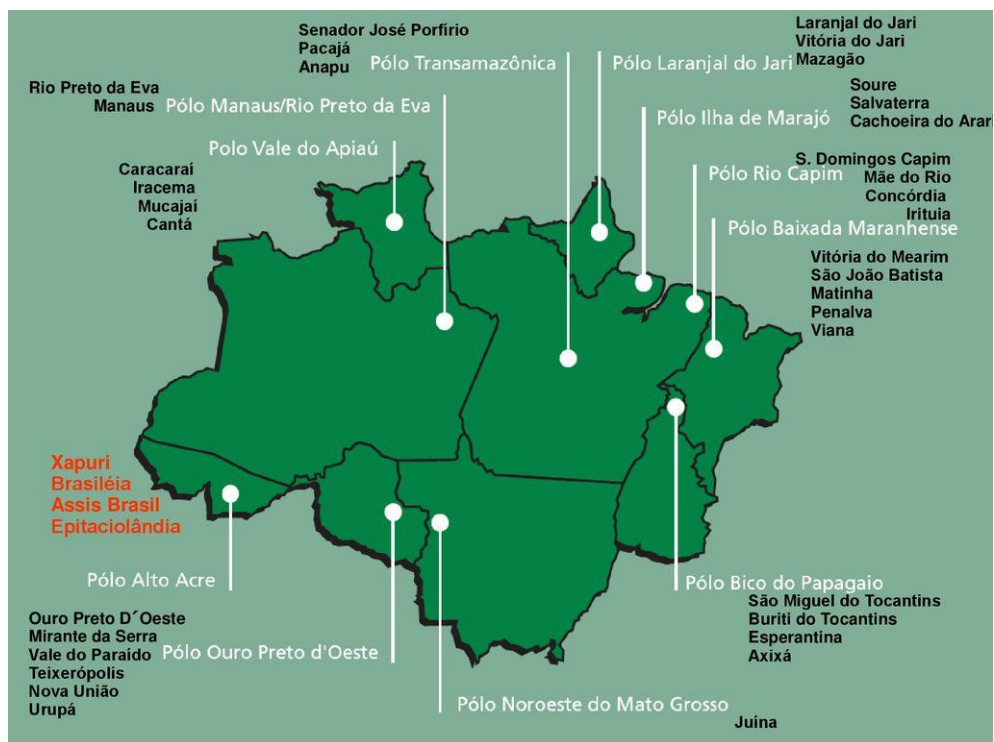 Senador José Porfírio
Pacajá
Anapu
Pólo Transamazônica
Laranjal do Jari
Vitória do Jari
Mazagão
Pólo Laranjal do Jari
Rio Preto da Eva
Manaus
Pólo Manaus/Rio Preto da Eva
Soure
Salvaterra
Cachoeira do Arari
Pólo Ilha de Marajó
Polo Vale do Apiaú
Caracaraí
Iracema
Mucajaí
Cantá
S. Domingos Capim
Mãe do Rio
Concórdia
Irituia
Pólo Rio Capim
Pólo Baixada Maranhense
Vitória do Mearim
São João Batista
Matinha
Penalva
Viana
Xapuri
Brasiléia
Assis Brasil
Epitaciolândia
Pólo Alto Acre
Pólo Bico do Papagaio
São Miguel do Tocantins
Buriti do Tocantins
Esperantina
Axixá
Ouro Preto D´Oeste
Mirante da Serra
Vale do Paraído
Teixerópolis
Nova União
Urupá
Pólo Ouro Preto d'Oeste
Pólo Noroeste do Mato Grosso
Juína